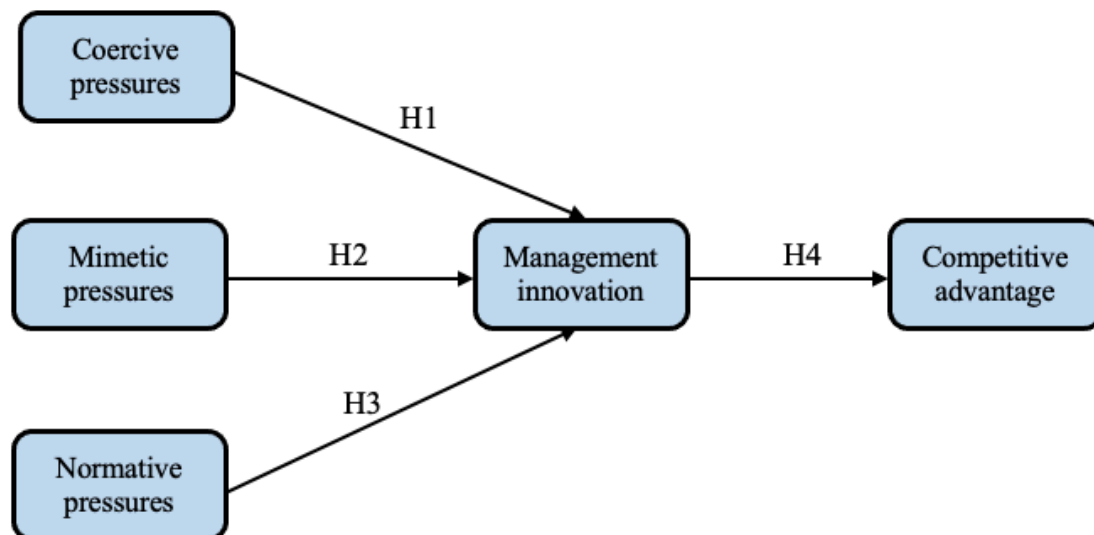 Coercive
pressures
H1
Mimetic
pressures
H2
Management
innovation
H4
Competitive
advantage
H3
Normative
pressures